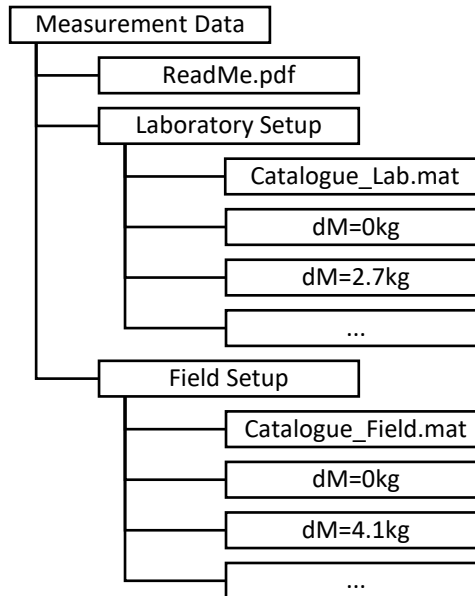 Measurement Data
ReadMe.pdf
Laboratory Setup
Catalogue_Lab.mat
dM=0kg
dM=2.7kg
...
Field Setup
Catalogue_Field.mat
dM=0kg
dM=4.1kg
...